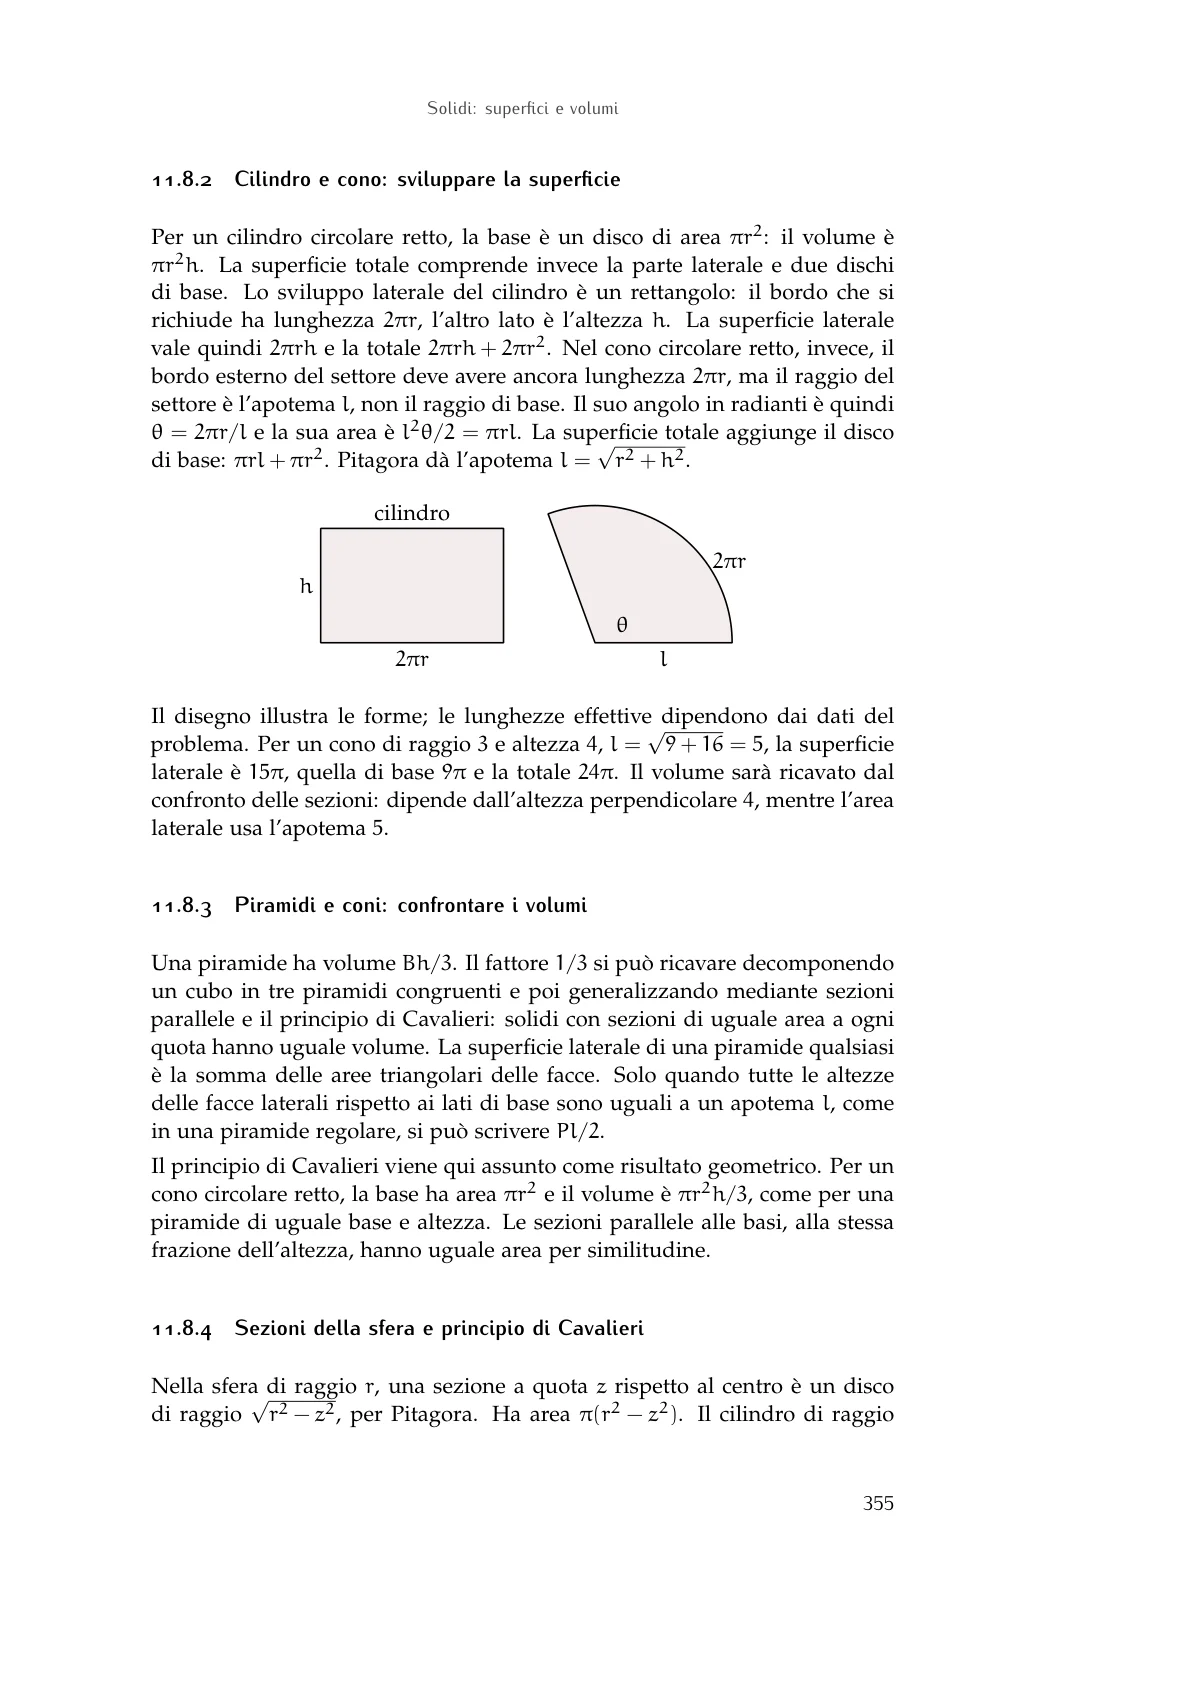 Solidi: superfici e volumi
11.8.2 Cilindro e cono: sviluppare la superficie
Per un cilindro circolare retto, la base è un disco di area πr²: il volume è
πr²h. La superficie totale comprende invece la parte laterale e due dischi
di base. Lo sviluppo laterale del cilindro è un rettangolo: il bordo che si
richiude ha lunghezza 2πr, l'altro lato è l'altezza h. La superficie laterale
vale quindi 2πrh e la totale 2πrh + 2πr². Nel cono circolare retto, invece, il
bordo esterno del settore deve avere ancora lunghezza 2πr, ma il raggio del
settore è l'apotema l, non il raggio di base. Il suo angolo in radianti è quindi
θ = 2πr/l e la sua area è l²θ/2 = πrl. La superficie totale aggiunge il disco
di base: πrl + πr². Pitagora dà l'apotema l = √(r² + h²).
cilindro
h
2πr
2πr
θ
l
Il disegno illustra le forme; le lunghezze effettive dipendono dai dati del
problema. Per un cono di raggio 3 e altezza 4, l = √(9 + 16) = 5, la superficie
laterale è 15π, quella di base 9π e la totale 24π. Il volume sarà ricavato dal
confronto delle sezioni: dipende dall'altezza perpendicolare 4, mentre l'area
laterale usa l'apotema 5.
11.8.3 Piramidi e coni: confrontare i volumi
Una piramide ha volume Bh/3. Il fattore 1/3 si può ricavare decomponendo
un cubo in tre piramidi congruenti e poi generalizzando mediante sezioni
parallele e il principio di Cavalieri: solidi con sezioni di uguale area a ogni
quota hanno uguale volume. La superficie laterale di una piramide qualsiasi
è la somma delle aree triangolari delle facce. Solo quando tutte le altezze
delle facce laterali rispetto ai lati di base sono uguali a un apotema l, come
in una piramide regolare, si può scrivere Pl/2.
Il principio di Cavalieri viene qui assunto come risultato geometrico. Per un
cono circolare retto, la base ha area πr² e il volume è πr²h/3, come per una
piramide di uguale base e altezza. Le sezioni parallele alle basi, alla stessa
frazione dell'altezza, hanno uguale area per similitudine.
11.8.4 Sezioni della sfera e principio di Cavalieri
Nella sfera di raggio r, una sezione a quota z rispetto al centro è un disco
di raggio √(r² − z²), per Pitagora. Ha area π(r² − z²). Il cilindro di raggio
355